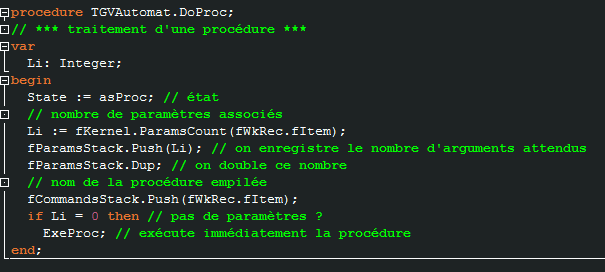 procedure TGVAutomat.DoProc;
// *** traitement d'une procédure ***
var
  Li: Integer;
begin
  State := asProc; // état
  // nombre de paramètres associés
  Li := fKernel.ParamsCount(fWkRec.fItem);
  fParamsStack.Push(Li); // on enregistre le nombre d'arguments attendus
  fParamsStack.Dup; // on double ce nombre
  // nom de la procédure empilée
  fCommandsStack.Push(fWkRec.fItem);
  if Li = 0 then // pas de paramètres ?
    ExeProc; // exécute immédiatement la procédure
end;